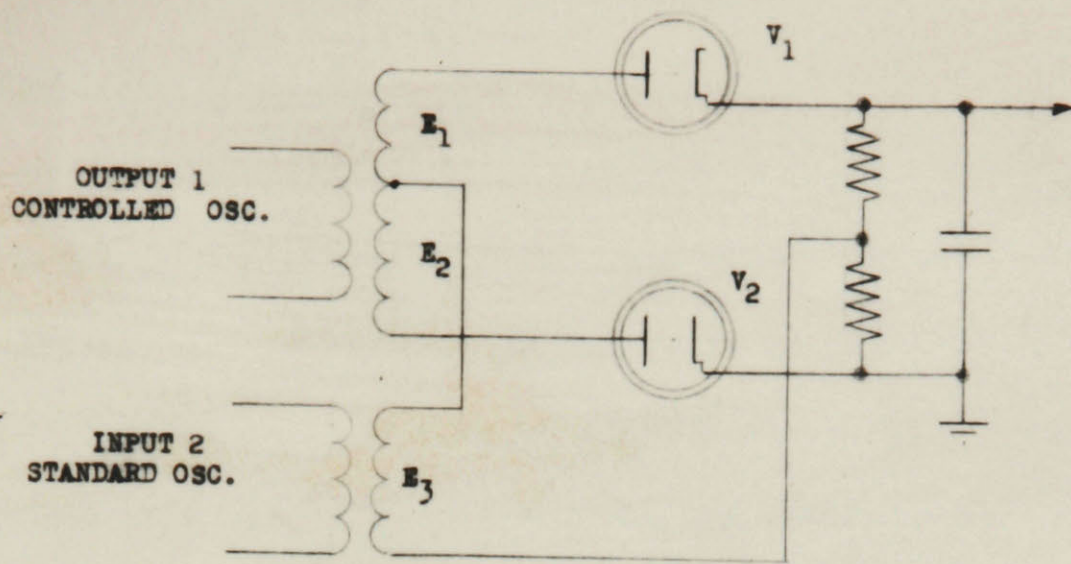 V1
E1
OUTPUT 1
CONTROLLED OSC.
E2
V2
INPUT 2
STANDARD OSC.
E3